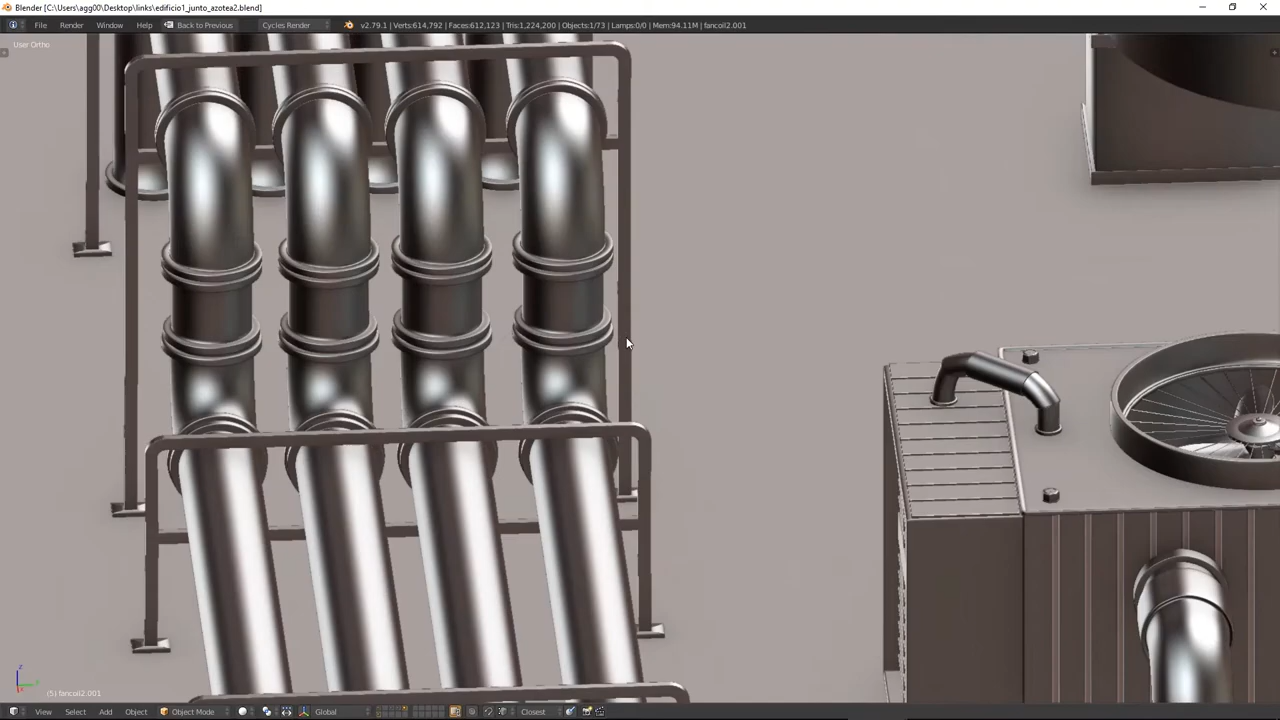 Blender [C:\Users\agg00\Desktop\links\edificio1_junto_azotea2.blend]
File Render Window Help Back to Previous Cycles Render v2.79.1 | Verts:614,792 | Faces:612,123 | Tris:1,224,200 | Objects:1/73 | Lamps:0/0 | Mem:94.11M | fancoil2.001
User Ortho
(5) fancoil2.001
View Select Add Object Object Mode Global Closest